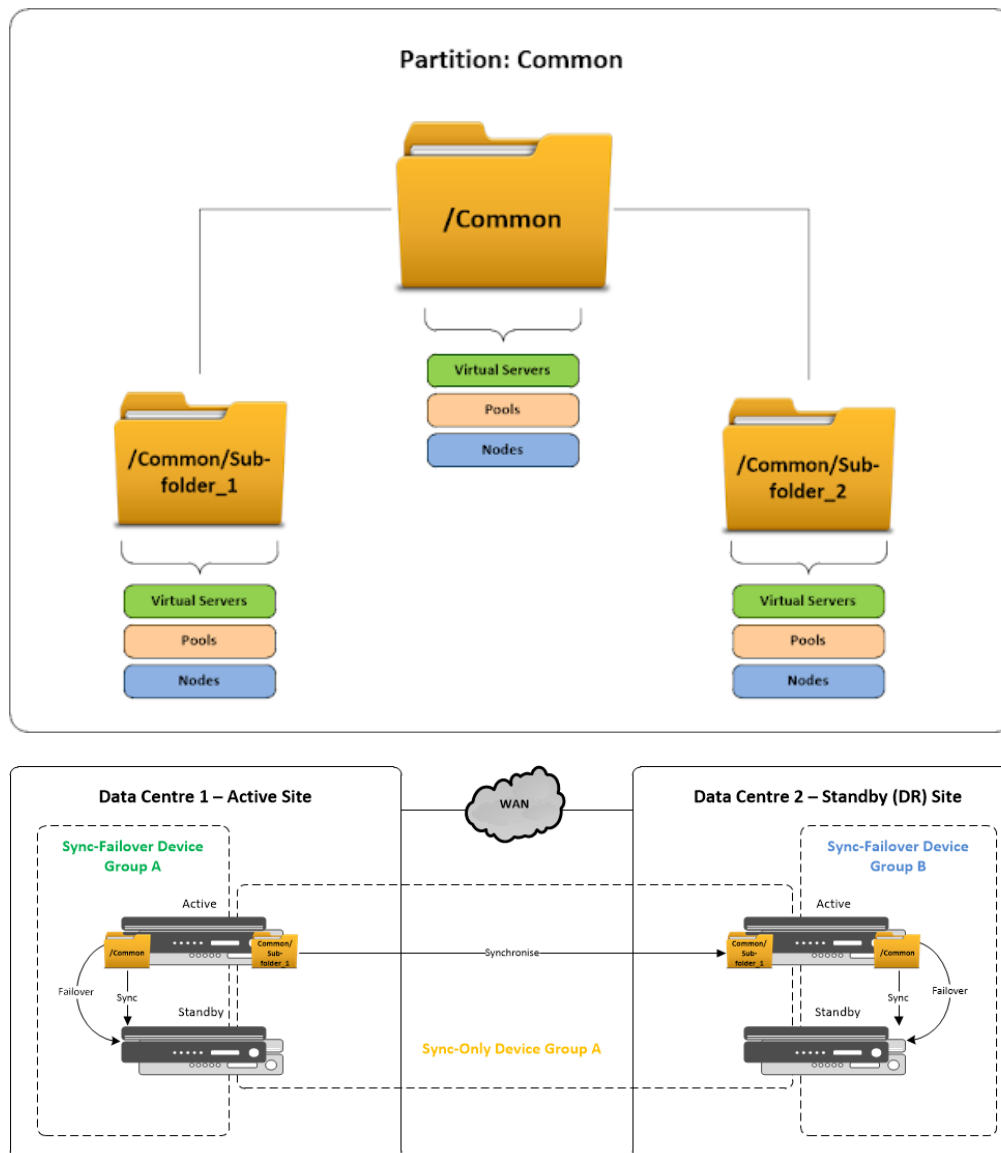 Partition: Common
/Common
Virtual Servers
Pools
Nodes
/Common/Sub-
folder_1
Virtual Servers
Pools
Nodes
/Common/Sub-
folder_2
Virtual Servers
Pools
Nodes
Data Centre 1 – Active Site
WAN
Data Centre 2 – Standby (DR) Site
Sync-Failover Device
Group A
Sync-Failover Device
Group B
Active
/Common
Common/
Sub-
folder_1
Synchronise
Active
Common/
Sub-
folder_1
/Common
Failover
Sync
Standby
Sync-Only Device Group A
Standby
Sync
Failover